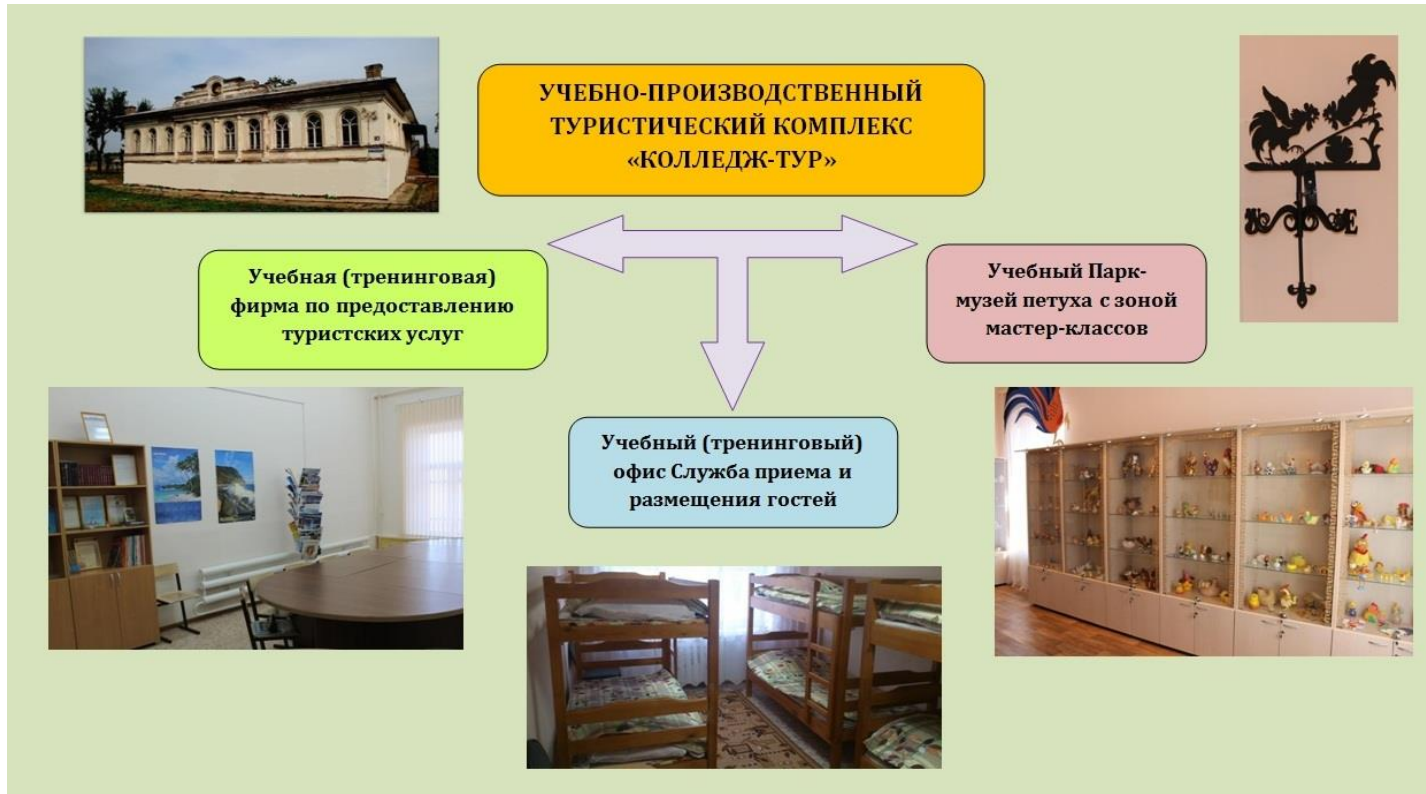 УЧЕБНО-ПРОИЗВОДСТВЕННЫЙ
ТУРИСТИЧЕСКИЙ КОМПЛЕКС
«КОЛЛЕДЖ-ТУР»
Учебная (тренинговая)
фирма по предоставлению
туристских услуг
Учебный Парк-
музей петуха с зоной
мастер-классов
Учебный (тренинговый)
офис Служба приема и
размещения гостей
N
E